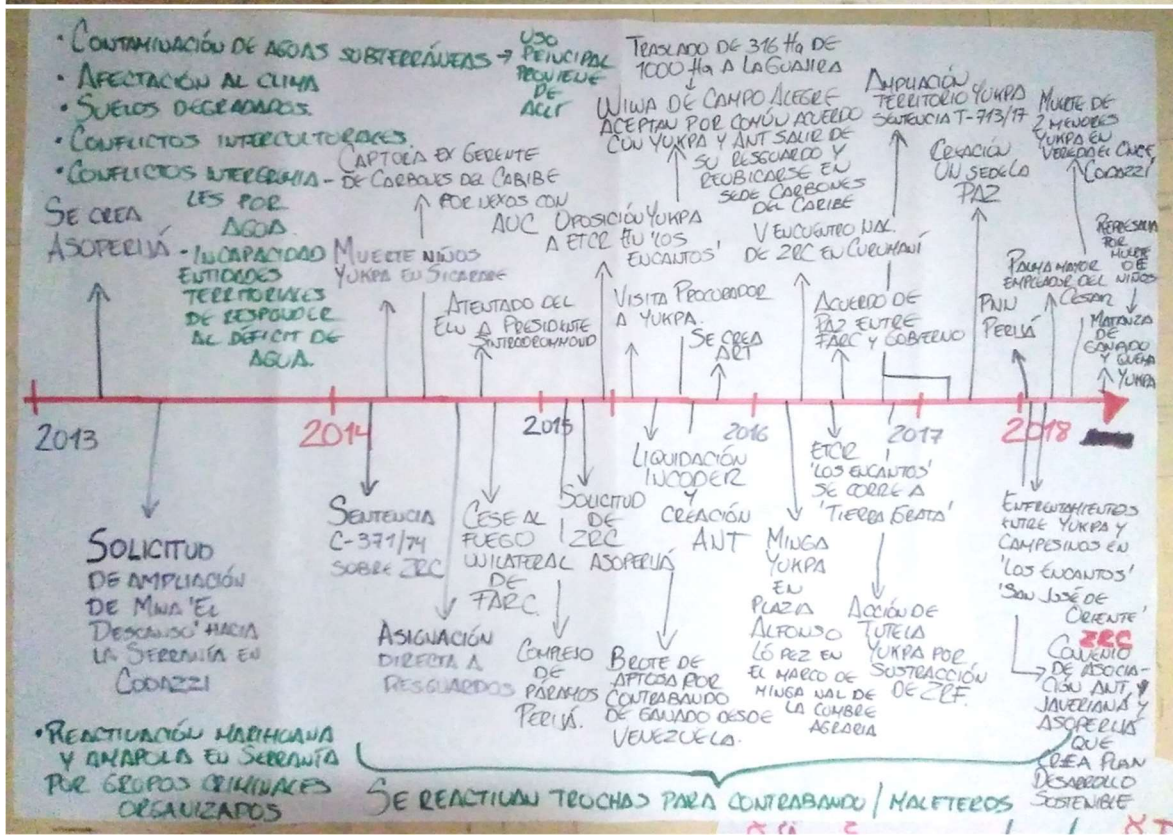 • CONTAMINACIÓN DE AGUAS SUBTERRÁNEAS → USO
PRINCIPAL
PROVIENE
DE
ACUI
• AFECTACIÓN AL CLIMA
• SUELOS DEGRADADOS.
• CONFLICTOS INTERCULTURALES.
• CONFLICTOS INTERGREMIA-
LES POR
AGUA.
- INCAPACIDAD
ENTIDADES
TERRITORIALES
DE RESPONDER
AL DÉFICIT DE
AGUA.
SE CREA
ASOPERIJÁ
CAPTURA EX GERENTE
DE CARBONES DEL CARIBE
POR NEXOS CON
AUC
MUERTE NIÑOS
YUKPA EN SICARARE
ATENTADO DEL
ELN A PRESIDENTE
SINTRODRUMMOND
OPOSICIÓN YUKPA
A ETCR EN 'LOS
ENCANTOS'
VISITA PROCURADOR
A YUKPA.
SE CREA
ART
TRASLADO DE 316 Ha DE
1000 Ha A LA GUAJIRA
WIWA DE CAMPO ALEGRE
ACEPTAN POR COMÚN ACUERDO
CON YUKPA Y ANT SALIR DE
SU RESGUARDO Y
REUBICARSE EN
SEDE CARBONES
DEL CARIBE
V ENCUENTRO NAL.
DE ZRC EN CURUMANÍ
ACUERDO DE
PAZ ENTRE
FARC Y GOBIERNO
AMPLIACIÓN
TERRITORIO YUKPA
SENTENCIA T-713/17
CREACIÓN
UN SEDE LA
PAZ
PNN
PERIJÁ
PALMA MAYOR
EMPLEADOR DEL
CESAR
MUERTE DE
2 MENORES
YUKPA EN
VEREDA EL CINCE,
CODAZZI
REPRESALIA
POR
MUERTE
DE
NIÑOS
MATANZA
DE
GANADO
Y QUEMA
YUKPA
2013
2014
2015
2016
2017
2018
SOLICITUD
DE AMPLIACIÓN
DE MINA 'EL
DESCANSO' HACIA
LA SERRANÍA EN
CODAZZI
SENTENCIA
C-371/14
SOBRE ZRC
ASIGNACIÓN
DIRECTA A
RESGUARDOS
CESE AL
FUEGO
UNILATERAL
DE
FARC.
COMPLEJO
DE
PÁRAMOS
PERIJÁ.
SOLICITUD
DE
ZRC
ASOPERIJÁ
BROTE DE
AFTOSA POR
CONTRABANDO
DE GANADO DESDE
VENEZUELA.
LIQUIDACIÓN
INCODER
Y
CREACIÓN
ANT
MINGA
YUKPA
EN
PLAZA
ALFONSO
LÓPEZ EN
EL MARCO DE
MINGA NAL DE
LA CUMBRE
AGRARIA
ETCR
'LOS ENCANTOS'
SE CORRE A
'TIERRA GRATA'
ACCIÓN DE
TUTELA
YUKPA POR
SUSTRACCIÓN
DE ZRF.
ENFRENTAMIENTOS
ENTRE YUKPA Y
CAMPESINOS EN
'LOS ENCANTOS'
'SAN JOSÉ DE
ORIENTE'
ZRC
CONVENIO
DE ASOCIA-
CIÓN ANT, Y
JAVERIANA Y
ASOPERIJÁ
QUE
CREA PLAN
DESARROLLO
SOSTENIBLE
• REACTIVACIÓN MARIHUANA
Y AMAPOLA EN SERRANÍA
POR GRUPOS CRIMINALES
ORGANIZADOS
SE REACTIVAN TROCHAS PARA CONTRABANDO / MALETEROS